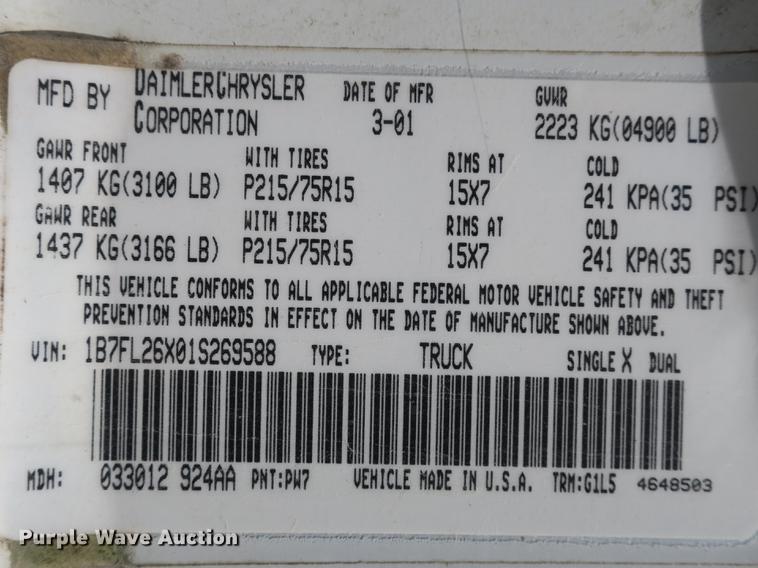 MFD BY DAIMLERCHRYSLER CORPORATION DATE OF MFR 3-01 GVWR 2223 KG(04900 LB)
GAWR FRONT WITH TIRES RIMS AT COLD
1407 KG(3100 LB) P215/75R15 15X7 241 KPA(35 PSI)
GAWR REAR WITH TIRES RIMS AT COLD
1437 KG(3166 LB) P215/75R15 15X7 241 KPA(35 PSI)
THIS VEHICLE CONFORMS TO ALL APPLICABLE FEDERAL MOTOR VEHICLE SAFETY AND THEFT
PREVENTION STANDARDS IN EFFECT ON THE DATE OF MANUFACTURE SHOWN ABOVE.
VIN: 1B7FL26X01S269588 TYPE: TRUCK SINGLE X DUAL
MDH: 033012 924AA PNT:PW7 VEHICLE MADE IN U.S.A. TRM:G1L5 4648503
Purple Wave Auction